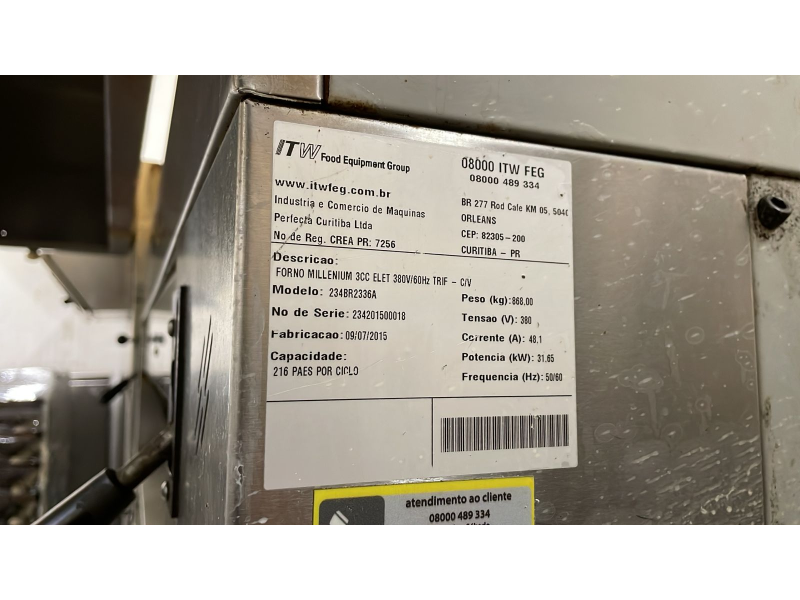 ITW Food Equipment Group
08000 ITW FEG
08000 489 334
www.itwfeg.com.br
Industria e Comercio de Maquinas
Perfecta Curitiba Ltda
No de Reg. CREA PR: 7256
BR 277 Rod Cafe KM 05, 5040
ORLEANS
CEP: 82305-200
CURITIBA - PR
Descricao:
FORNO MILLENIUM 3CC ELET 380V/60Hz TRIF - C/V
Modelo: 234BR2336A
No de Serie: 234201500018
Fabricacao: 09/07/2015
Capacidade:
216 PAES POR CICLO
Peso (kg): 868.00
Tensao (V): 380
Corrente (A): 48.1
Potencia (kW): 31.65
Frequencia (Hz): 50/60
atendimento ao cliente
08000 489 334